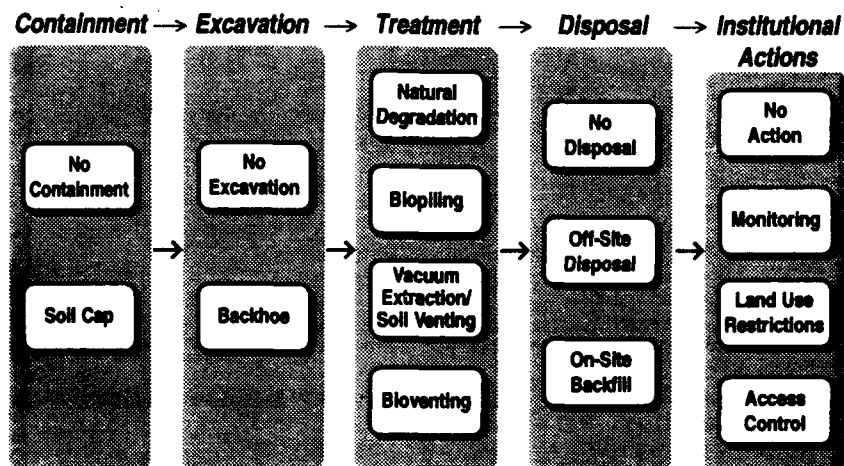 Containment → Excavation → Treatment → Disposal → Institutional
Actions
No
Containment
Soil Cap
No
Excavation
Backhoe
Natural
Degradation
Biopiling
Vacuum
Extraction/
Soil Venting
Bioventing
No
Disposal
Off-Site
Disposal
On-Site
Backfill
No
Action
Monitoring
Land Use
Restrictions
Access
Control